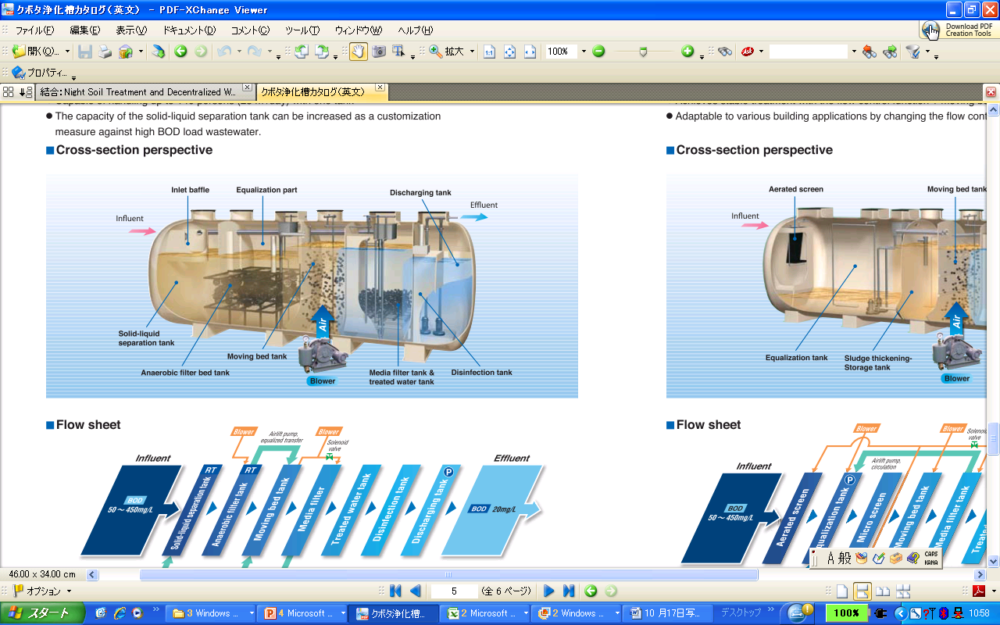 クボタ浄化槽カタログ(英文) - PDF-XChange Viewer
ファイル(F) 編集(E) 表示(V) ドキュメント(D) コメント(C) ツール(T) ウィンドウ(W) ヘルプ(H)
Download PDF
Creation Tools
開く(O)... 拡大 100%
プロパティ...
結合: Night Soil Treatment and Decentralized W...
クボタ浄化槽カタログ(英文)
● The capacity of the solid-liquid separation tank can be increased as a customization
measure against high BOD load wastewater.
■ Cross-section perspective
Inlet baffle
Equalization part
Discharging tank
Influent
Effluent
Solid-liquid
separation tank
Anaerobic filter bed tank
Moving bed tank
Air
Blower
Media filter tank &
treated water tank
Disinfection tank
■ Flow sheet
Blower
Airlift pump,
equalized transfer
Blower
Solenoid
valve
Influent
Effluent
BOD
50～450mg/L
RT
Solid-liquid separation tank
RT
Anaerobic filter tank
Moving bed tank
Media filter
Treated water tank
Disinfection tank
P
Discharging tank
BOD 20mg/L
● Adaptable to various building applications by changing the flow cont
■ Cross-section perspective
Aerated screen
Moving bed tank
Influent
Equalization tank
Sludge thickening-
Storage tank
Air
Blower
■ Flow sheet
Blower
Blower
Solenoid
valve
Airlift pump,
circulation
Influent
BOD
50～450mg/L
Aerated screen
P
qualization tank
Micro screen
Moving bed tank
Media filter tank
Treate
A 般 CAPS
KANA
46.00 x 34.00 cm
オプション 5 (全 6 ページ)
スタート
3 Windows ...
4 Microsoft ...
クボタ浄化槽...
2 Microsoft ...
2 Windows ...
10 月17日写...
デスクトップ
100%
10:58